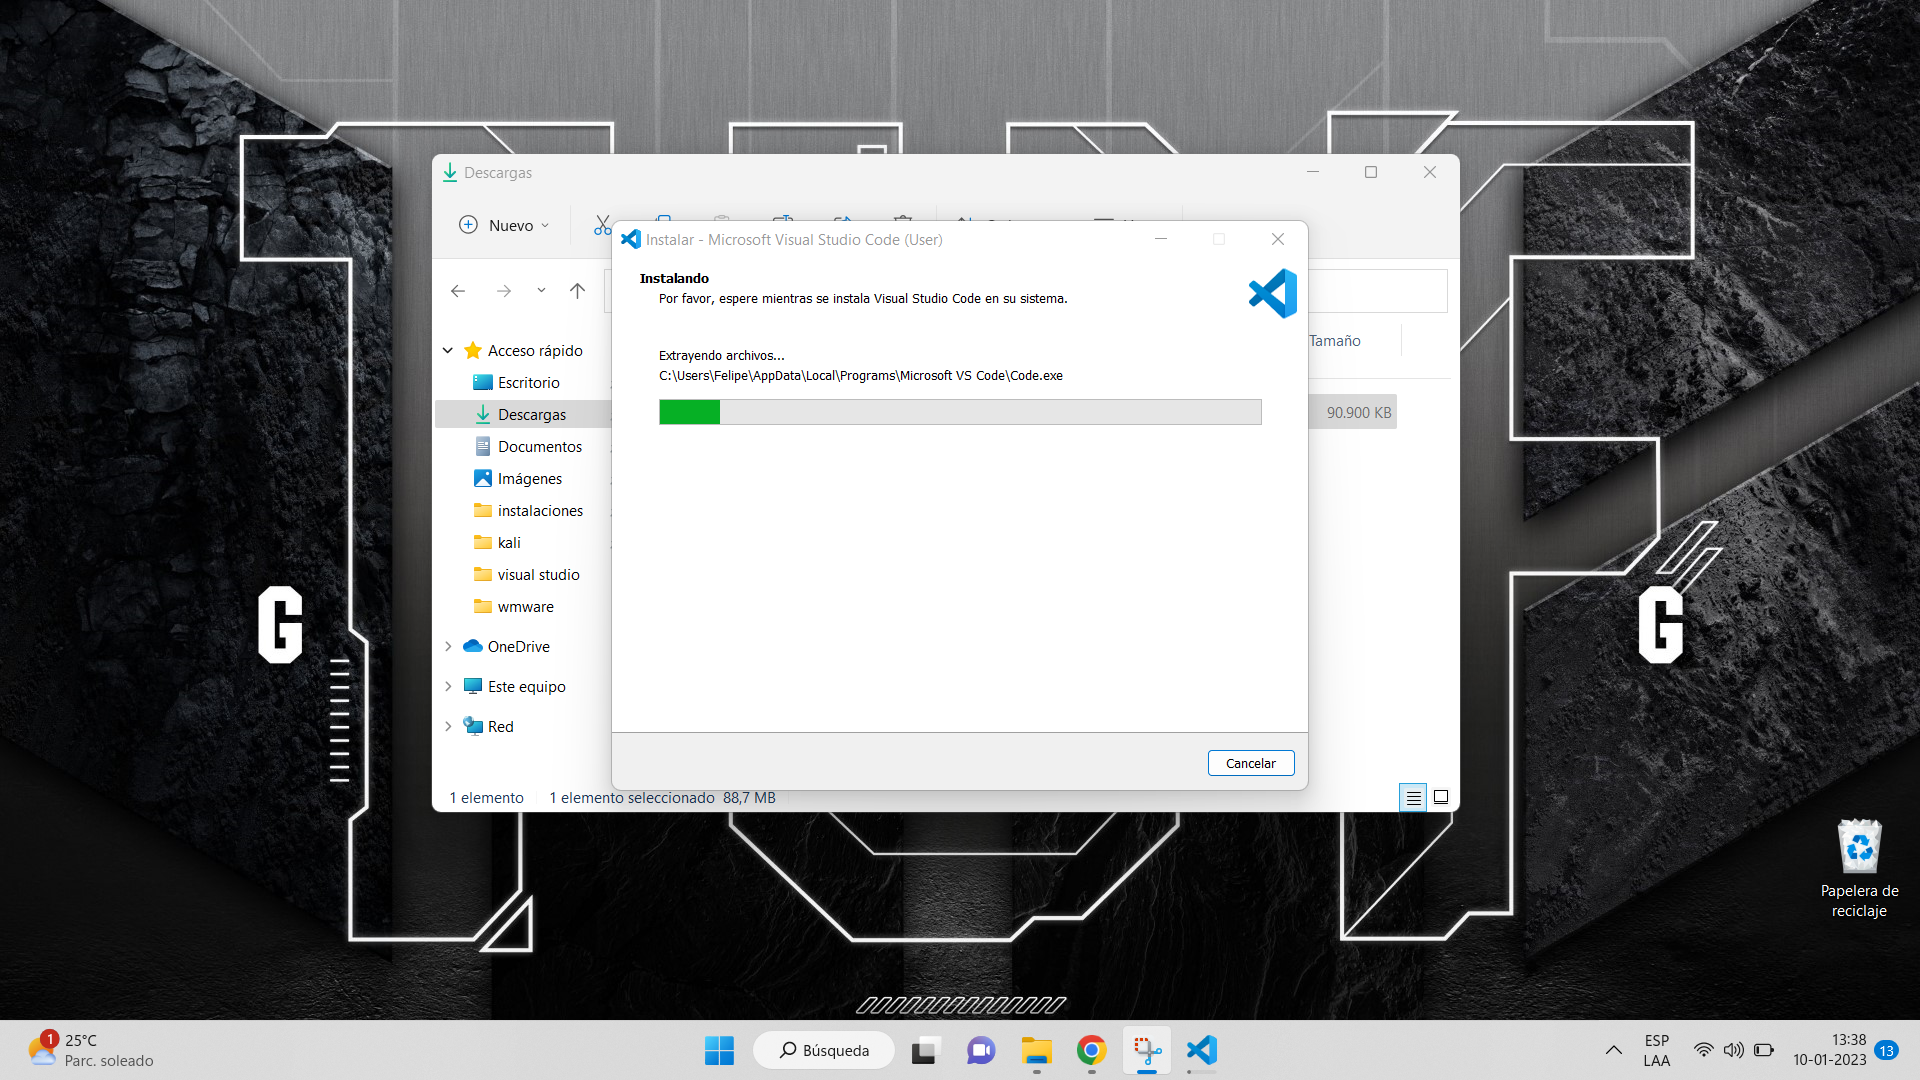 Descargas
Nuevo
Instalar - Microsoft Visual Studio Code (User)
Instalando
Por favor, espere mientras se instala Visual Studio Code en su sistema.
Tamaño
Extrayendo archivos...
C:\Users\Felipe\AppData\Local\Programs\Microsoft VS Code\Code.exe
90.900 KB
Acceso rápido
Escritorio
Descargas
Documentos
Imágenes
instalaciones
kali
visual studio
wmware
OneDrive
Este equipo
Red
Cancelar
1 elemento
1 elemento seleccionado 88,7 MB
G
G
Papelera de
reciclaje
1
25°C
Parc. soleado
Búsqueda
ESP
LAA
13:38
10-01-2023
13